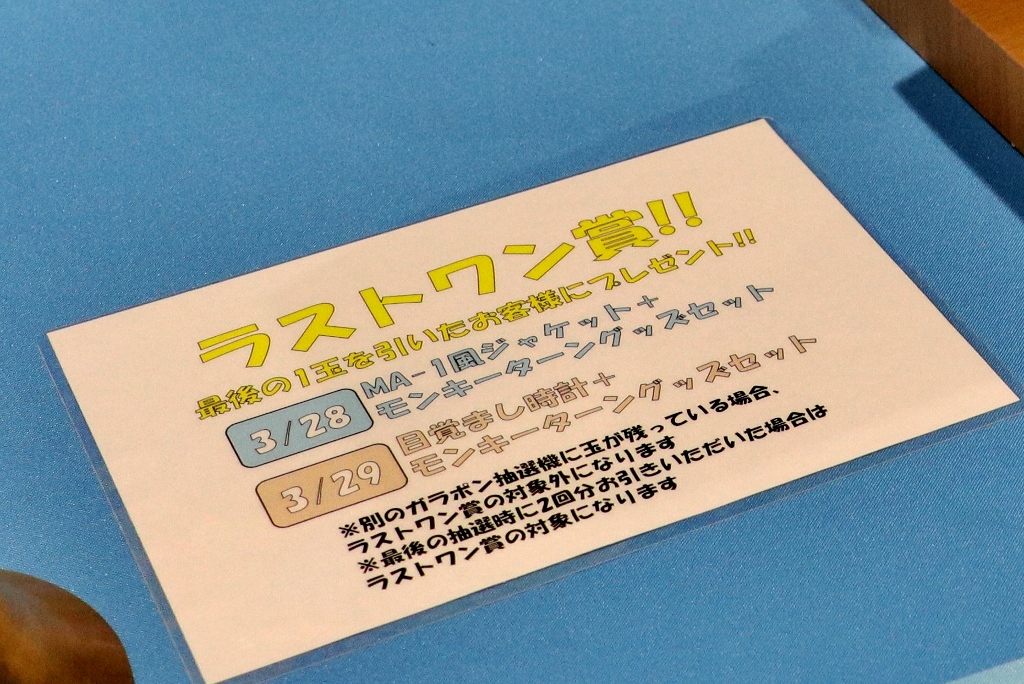 ラストワン賞!!
最後の1玉を引いたお客様にプレゼント!!
3/28
MA-1風ジャケット+
モンキーターングッズセット
3/29
目覚まし時計+
モンキーターングッズセット
※別のガラポン抽選機に玉が残っている場合、
ラストワン賞の対象外になります
※最後の抽選時に2回分お引きいただいた場合は
ラストワン賞の対象になります